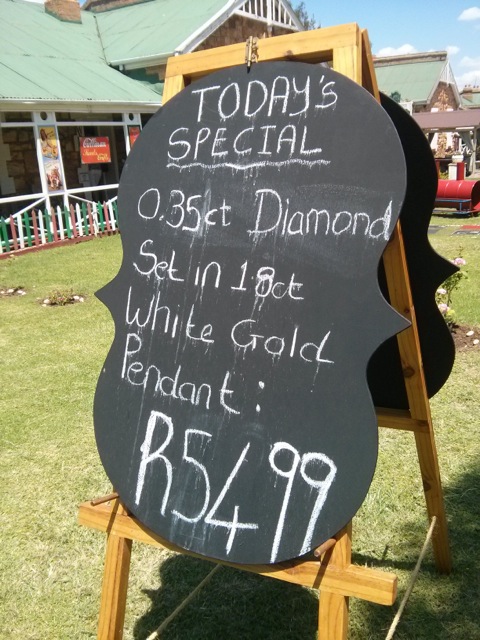 TODAY's
SPECIAL
0.35ct Diamond
Set in 18ct
White Gold
Pendant:
R5499